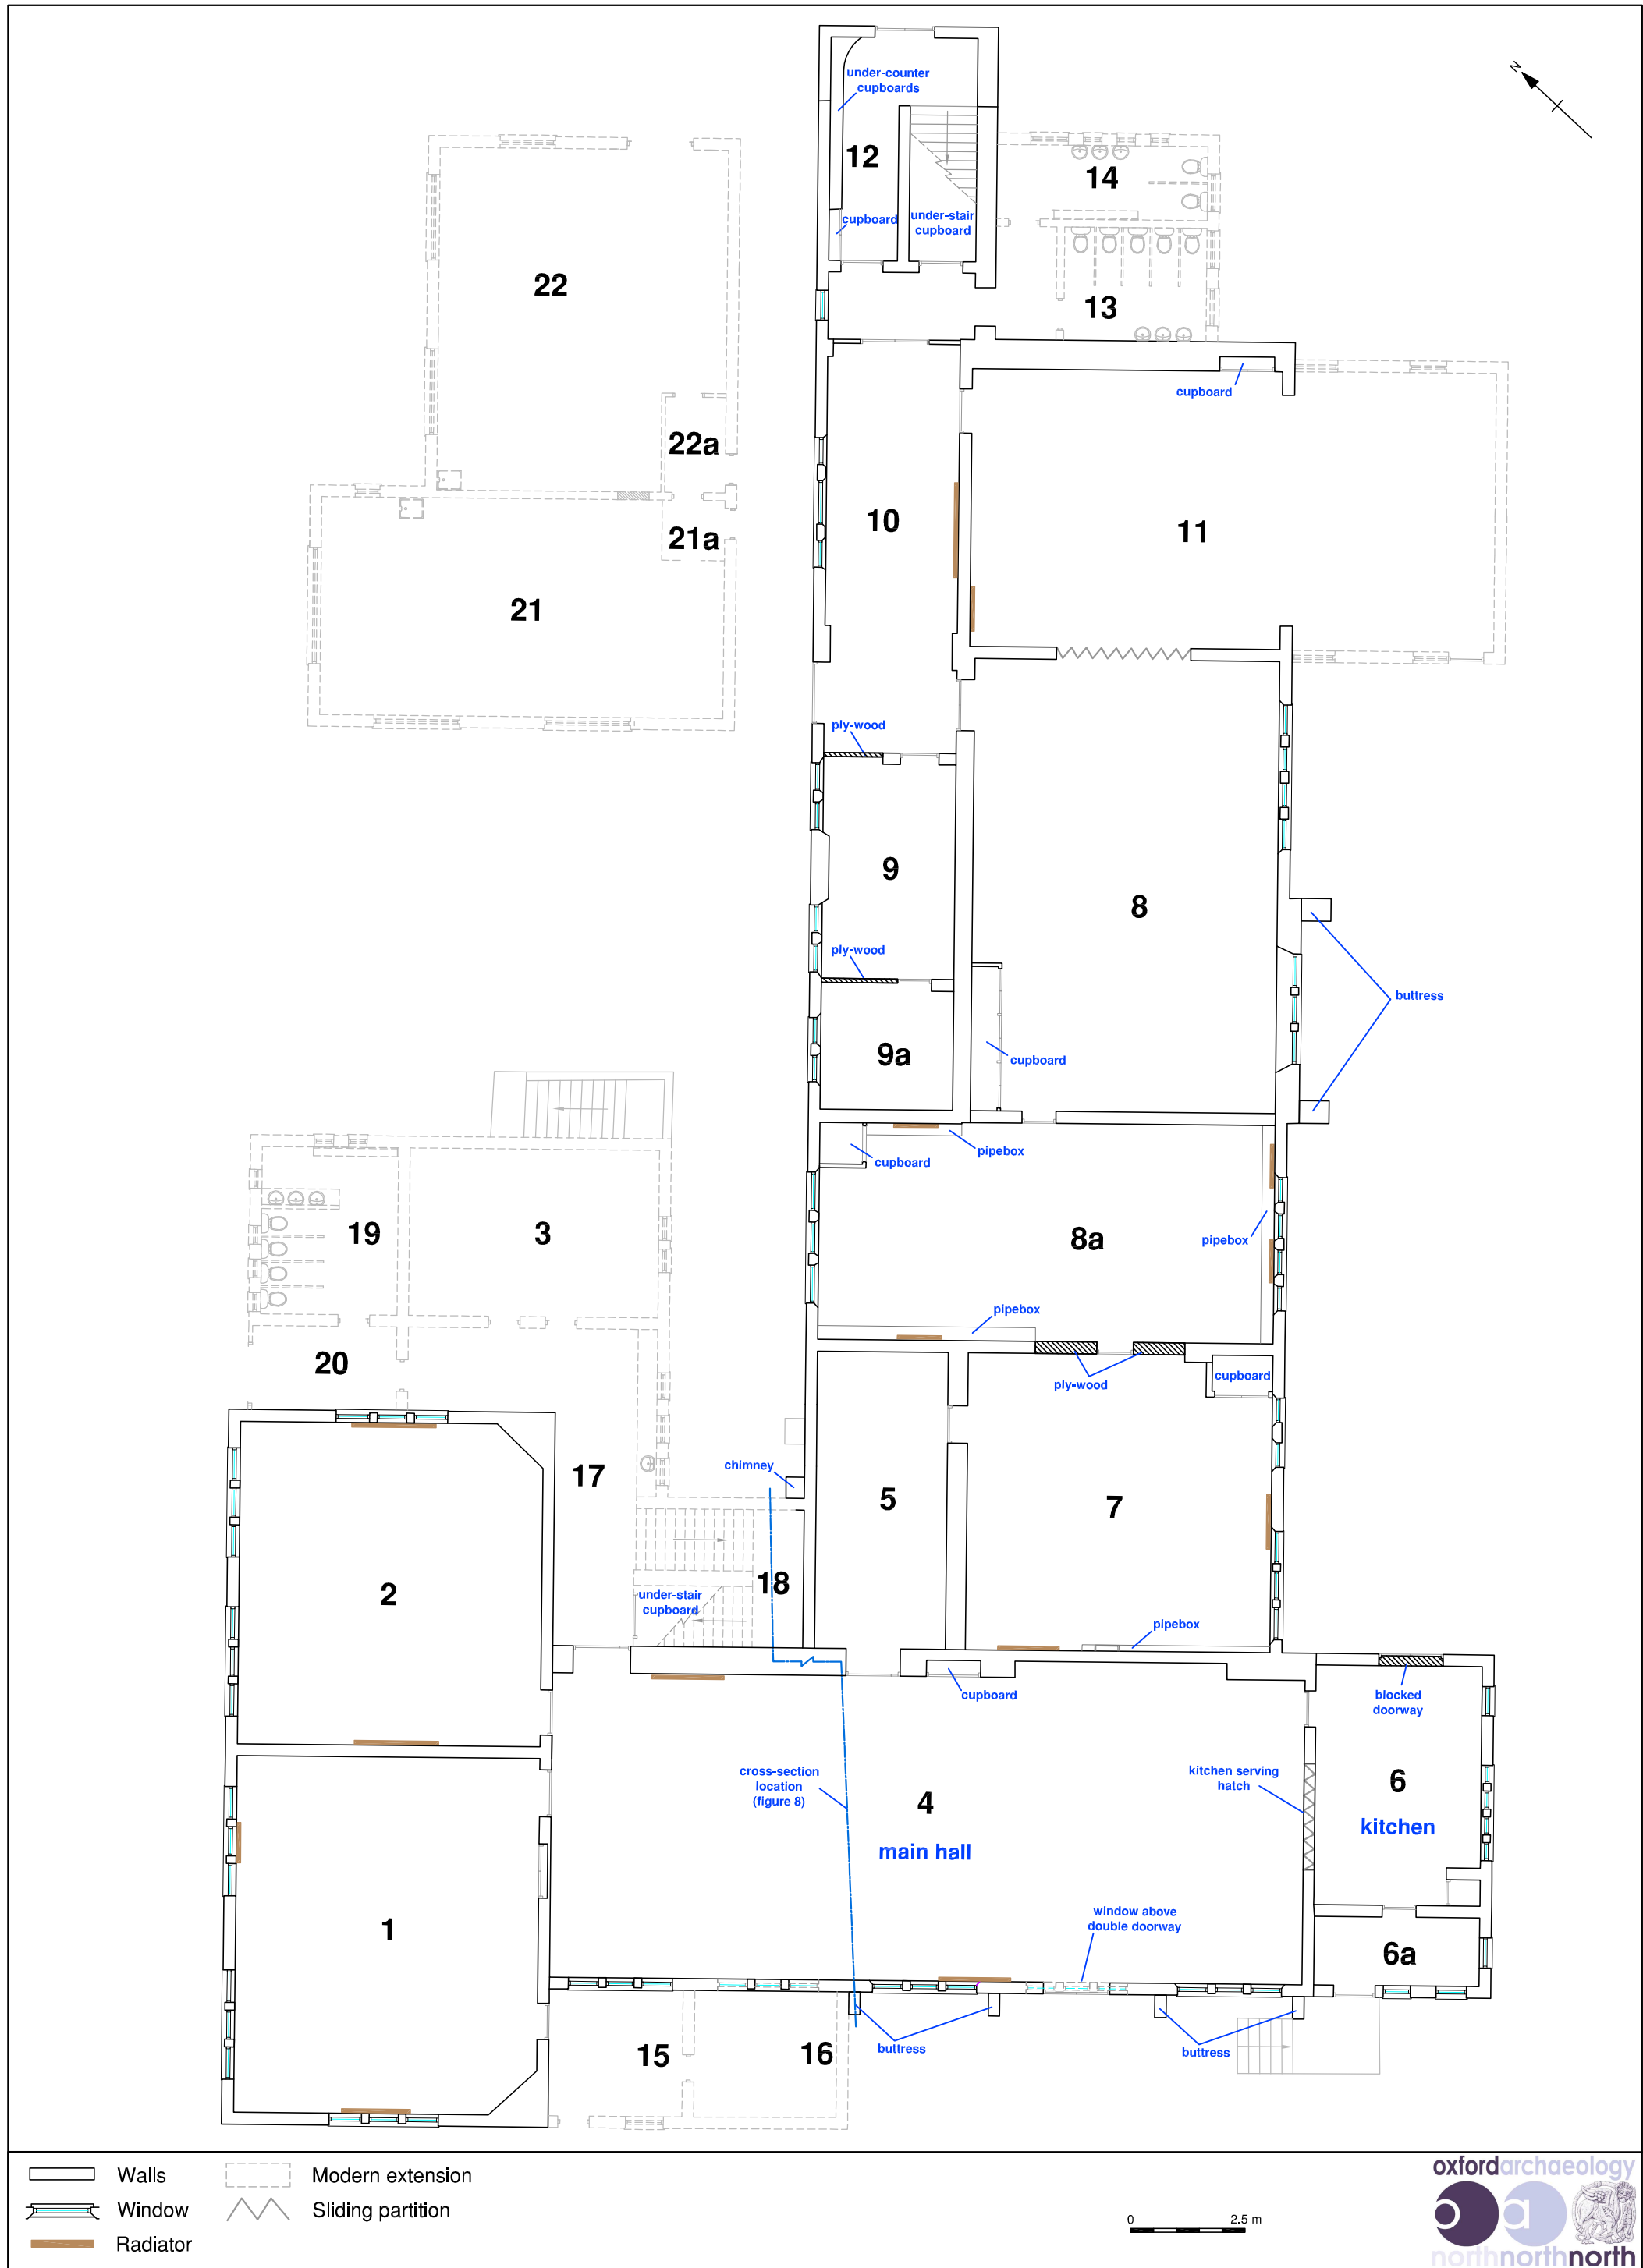 N
under-counter
cupboards
12
14
cupboard
under-stair
cupboard
22
13
cupboard
22a
10
11
21a
21
ply-wood
9
8
ply-wood
buttress
9a
cupboard
pipebox
cupboard
19
3
8a
pipebox
pipebox
20
cupboard
ply-wood
chimney
17
5
7
18
2
under-stair
cupboard
pipebox
cupboard
blocked
doorway
cross-section
location
(figure 8)
kitchen serving
hatch
6
4
kitchen
main hall
1
window above
double doorway
6a
15
16
buttress
buttress
Walls
Modern extension
Window
Sliding partition
Radiator
0
2.5 m
oxfordarchaeology
oa
northnorthnorth